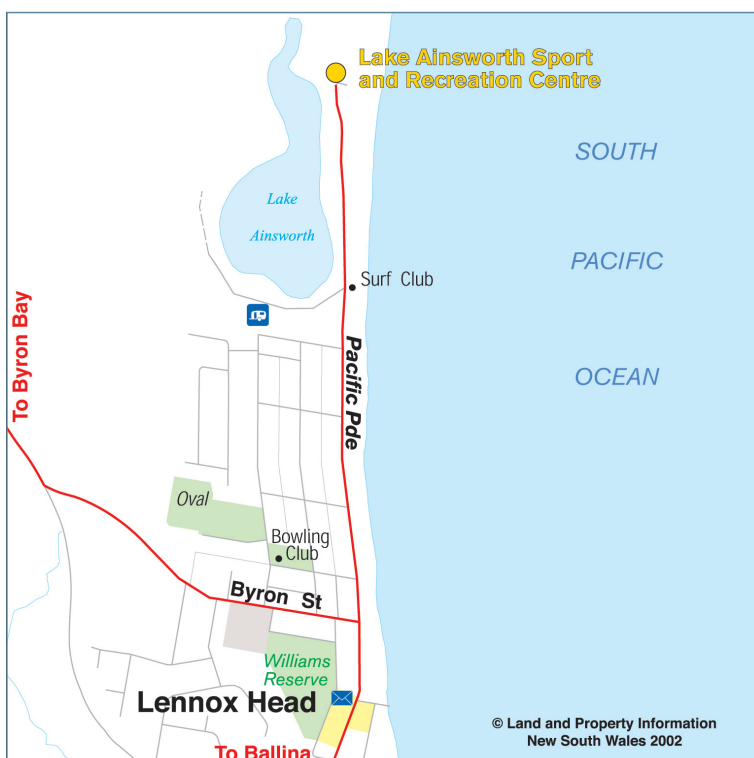 Lake Ainsworth Sport
and Recreation Centre
SOUTH
Lake
Ainsworth
PACIFIC
Surf Club
To Byron Bay
Pacific Pde
OCEAN
Oval
Bowling
Club
Byron St
Williams
Reserve
Lennox Head
© Land and Property Information
New South Wales 2002
To Ballina